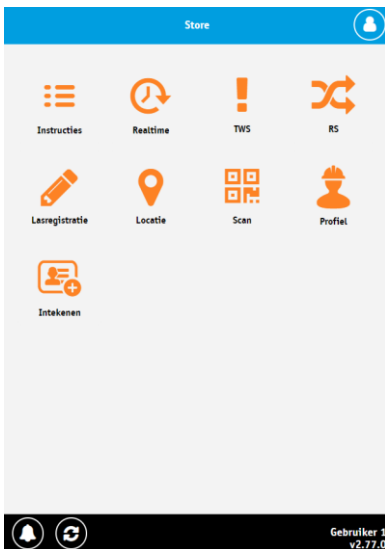 Store
Instructies Realtime TWS RS
Lasregistratie Locatie Scan Profiel
Intekenen
Gebruiker 1
v2.77.0